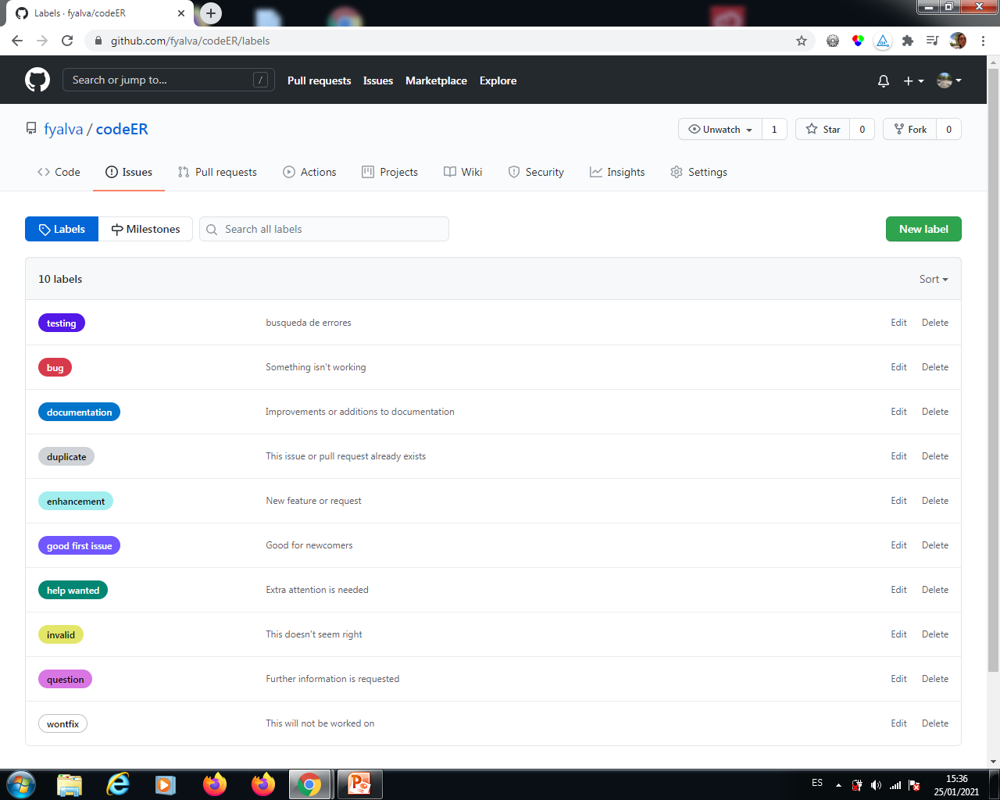 Labels · fyalva/codeER
github.com/fyalva/codeER/labels
Search or jump to... /
Pull requests Issues Marketplace Explore
fyalva / codeER
Unwatch 1 Star 0 Fork 0
Code Issues Pull requests Actions Projects Wiki Security Insights Settings
Labels Milestones Search all labels New label
10 labels Sort
testing busqueda de errores Edit Delete
bug Something isn't working Edit Delete
documentation Improvements or additions to documentation Edit Delete
duplicate This issue or pull request already exists Edit Delete
enhancement New feature or request Edit Delete
good first issue Good for newcomers Edit Delete
help wanted Extra attention is needed Edit Delete
invalid This doesn't seem right Edit Delete
question Further information is requested Edit Delete
wontfix This will not be worked on Edit Delete
ES 15:36
25/01/2021